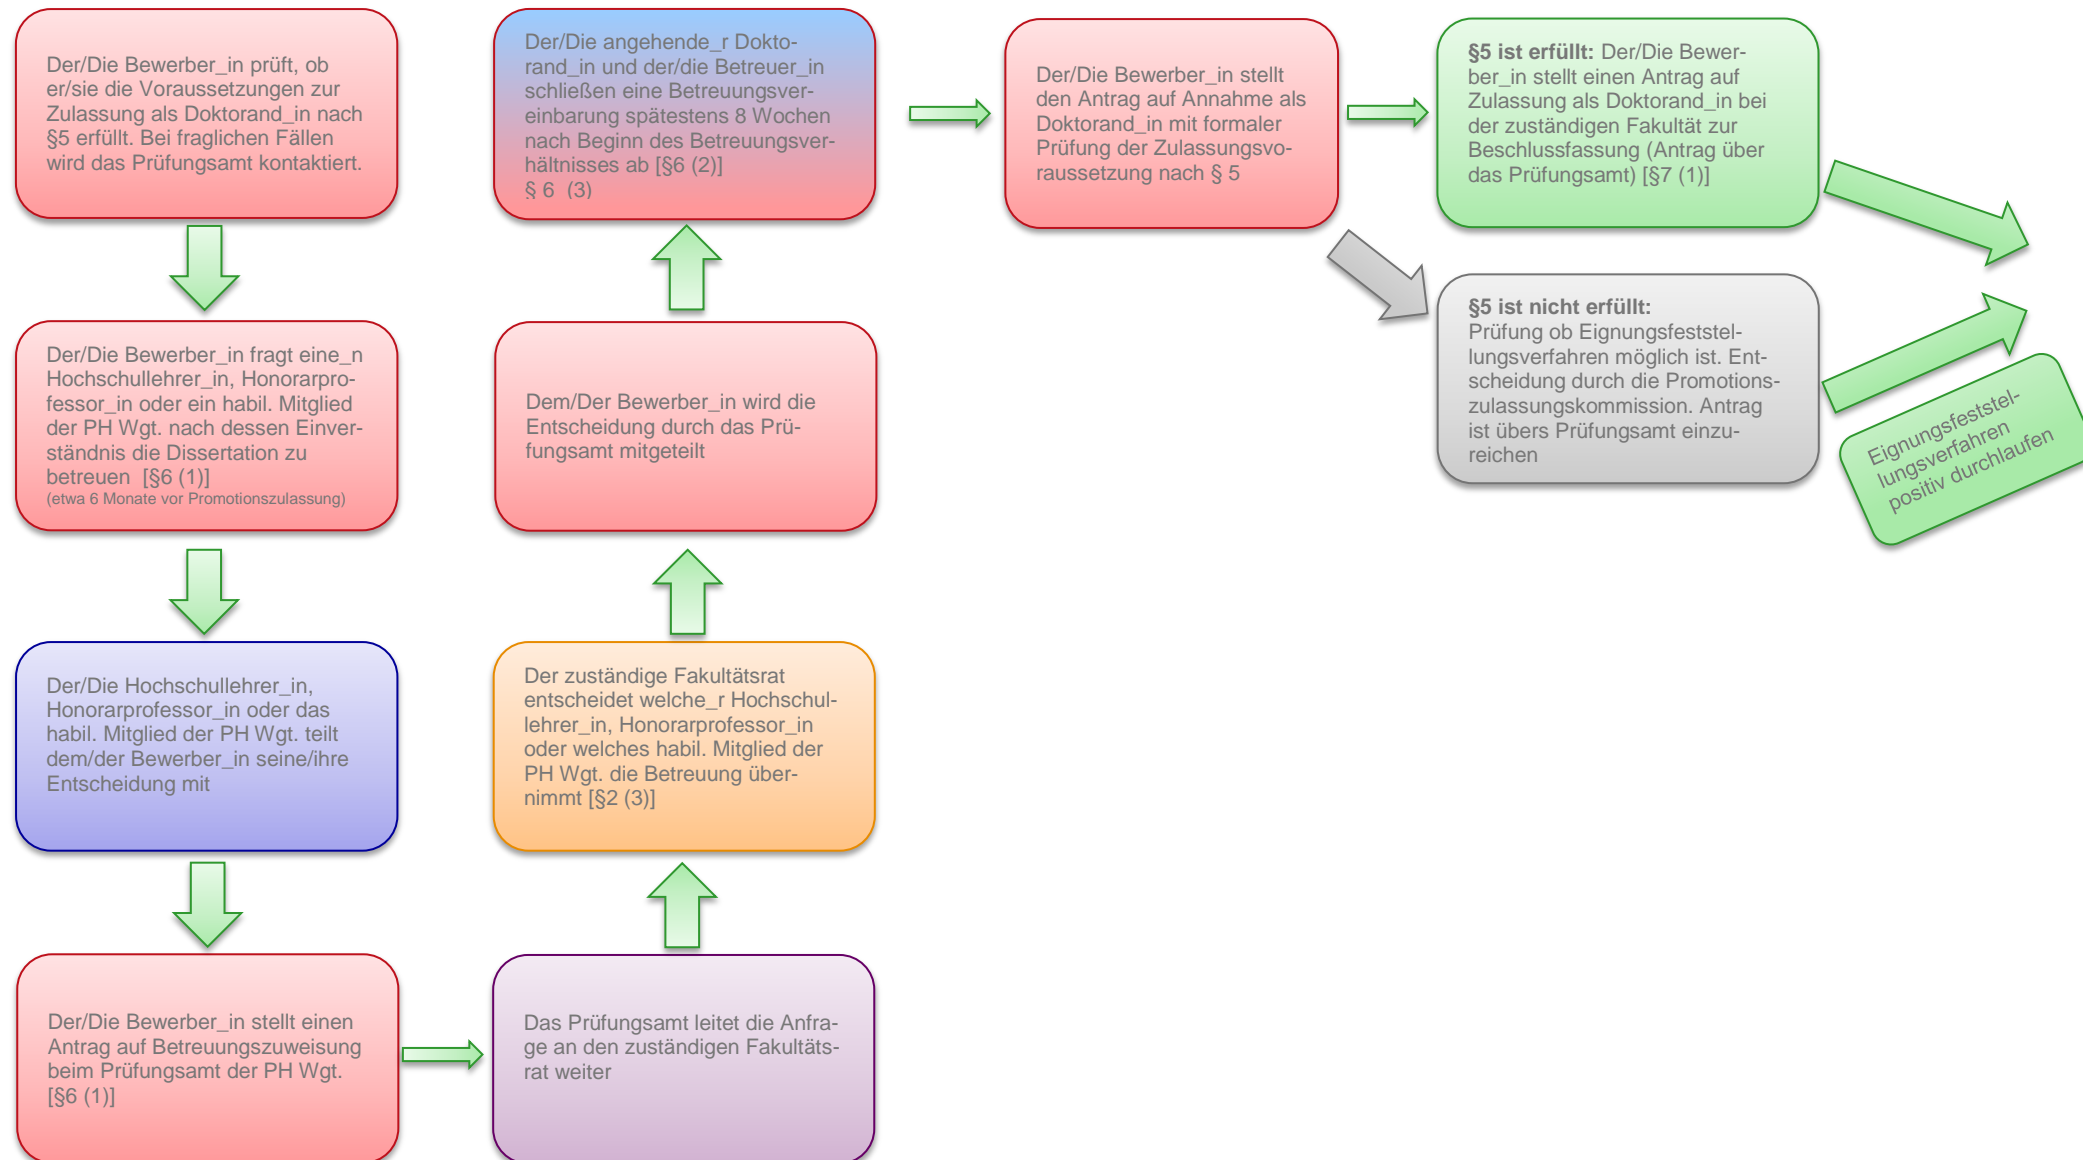 Der/Die Bewerber_in prüft, ob
er/sie die Voraussetzungen zur
Zulassung als Doktorand_in nach
§5 erfüllt. Bei fraglichen Fällen
wird das Prüfungsamt kontaktiert.
Der/Die Bewerber_in fragt eine_n
Hochschullehrer_in, Honorarpro-
fessor_in oder ein habil. Mitglied
der PH Wgt. nach dessen Einver-
ständnis die Dissertation zu
betreuen  [§6 (1)]
(etwa 6 Monate vor Promotionszulassung)
Der/Die Hochschullehrer_in,
Honorarprofessor_in oder das
habil. Mitglied der PH Wgt. teilt
dem/der Bewerber_in seine/ihre
Entscheidung mit
Der/Die Bewerber_in stellt einen
Antrag auf Betreuungszuweisung
beim Prüfungsamt der PH Wgt.
[§6 (1)]
Das Prüfungsamt leitet die Anfra-
ge an den zuständigen Fakultäts-
rat weiter
Der zuständige Fakultätsrat
entscheidet welche_r Hochschul-
lehrer_in, Honorarprofessor_in
oder welches habil. Mitglied der
PH Wgt. die Betreuung über-
nimmt [§2 (3)]
Dem/Der Bewerber_in wird die
Entscheidung durch das Prü-
fungsamt mitgeteilt
Der/Die angehende_r Dokto-
rand_in und der/die Betreuer_in
schließen eine Betreuungsver-
einbarung spätestens 8 Wochen
nach Beginn des Betreuungsver-
hältnisses ab [§6 (2)]
§ 6  (3)
Der/Die Bewerber_in stellt
den Antrag auf Annahme als
Doktorand_in mit formaler
Prüfung der Zulassungsvo-
raussetzung nach § 5
§5 ist erfüllt: Der/Die Bewer-
ber_in stellt einen Antrag auf
Zulassung als Doktorand_in bei
der zuständigen Fakultät zur
Beschlussfassung (Antrag über
das Prüfungsamt) [§7 (1)]
§5 ist nicht erfüllt:
Prüfung ob Eignungsfeststel-
lungsverfahren möglich ist. Ent-
scheidung durch die Promotions-
zulassungskommission. Antrag
ist übers Prüfungsamt einzu-
reichen
Eignungsfeststel-
lungsverfahren
positiv durchlaufen